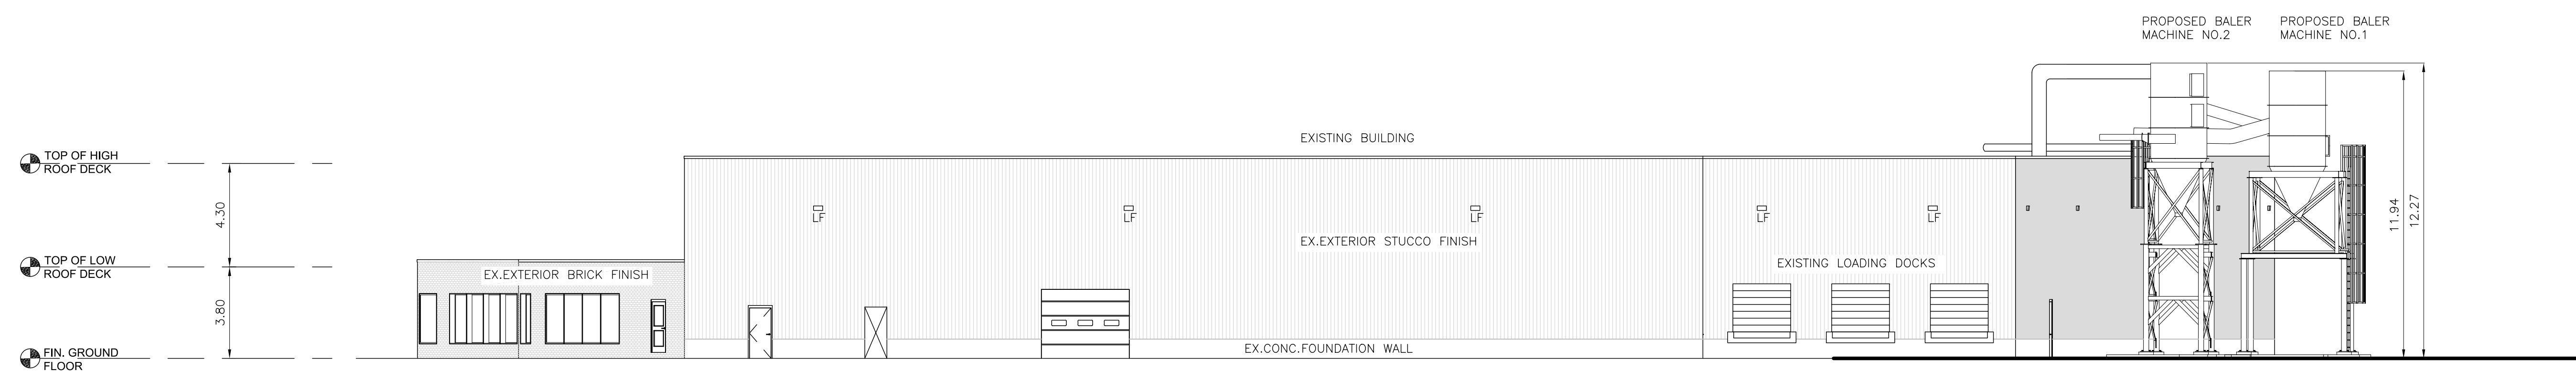 PROPOSED BALER
MACHINE NO.2
PROPOSED BALER
MACHINE NO.1
EXISTING BUILDING
TOP OF HIGH
ROOF DECK
4.30
LF
LF
LF
LF
LF
11.94
12.27
EX.EXTERIOR STUCCO FINISH
TOP OF LOW
ROOF DECK
EX.EXTERIOR BRICK FINISH
EXISTING LOADING DOCKS
3.80
EX.CONC.FOUNDATION WALL
FIN. GROUND
FLOOR